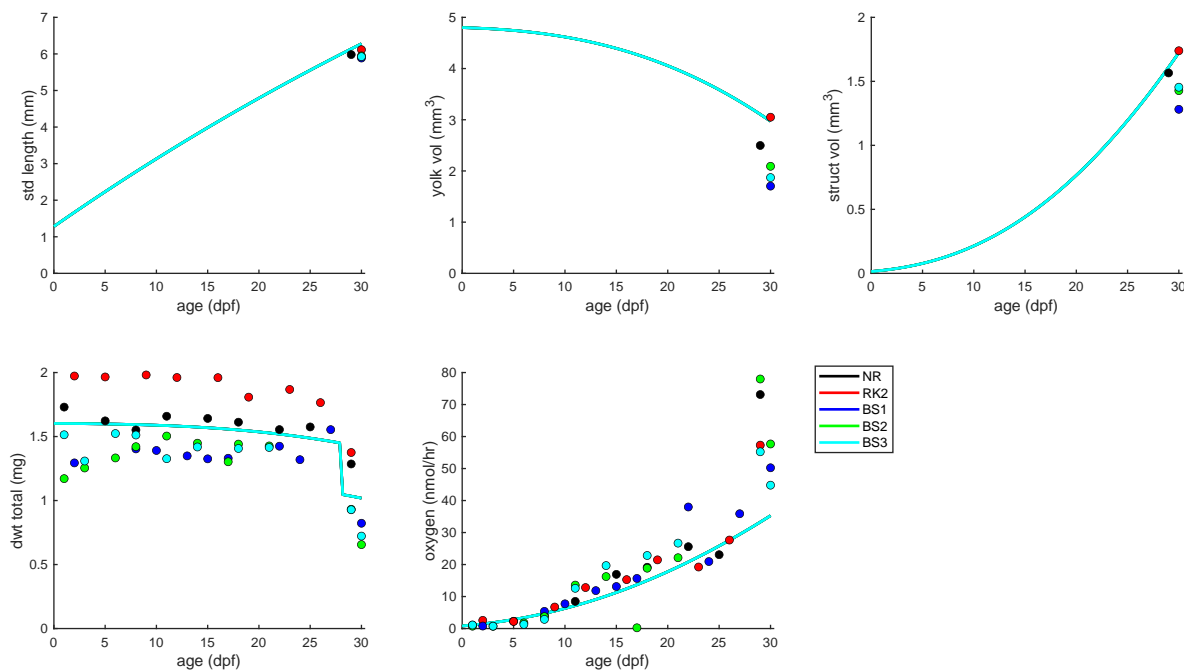 7
6
5
4
3
2
1
0
std length (mm)
0 5 10 15 20 25 30
age (dpf)
5
4
3
2
1
0
yolk vol (mm³)
0 5 10 15 20 25 30
age (dpf)
2
1.5
1
0.5
0
struct vol (mm³)
0 5 10 15 20 25 30
age (dpf)
2
1.5
1
0.5
0
dwt total (mg)
0 5 10 15 20 25 30
age (dpf)
80
70
60
50
40
30
20
10
0
oxygen (nmol/hr)
0 5 10 15 20 25 30
age (dpf)
NR
RK2
BS1
BS2
BS3